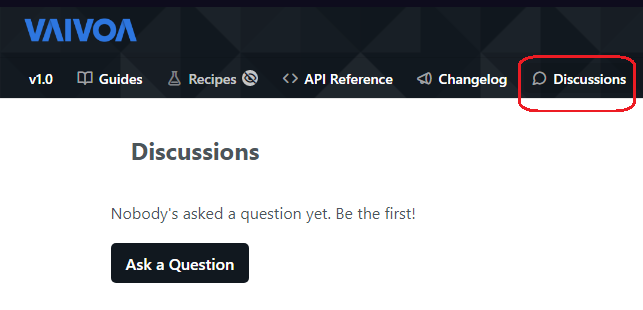 VAIVOA
v1.0 Guides Recipes API Reference Changelog Discussions
Discussions
Nobody's asked a question yet. Be the first!
Ask a Question